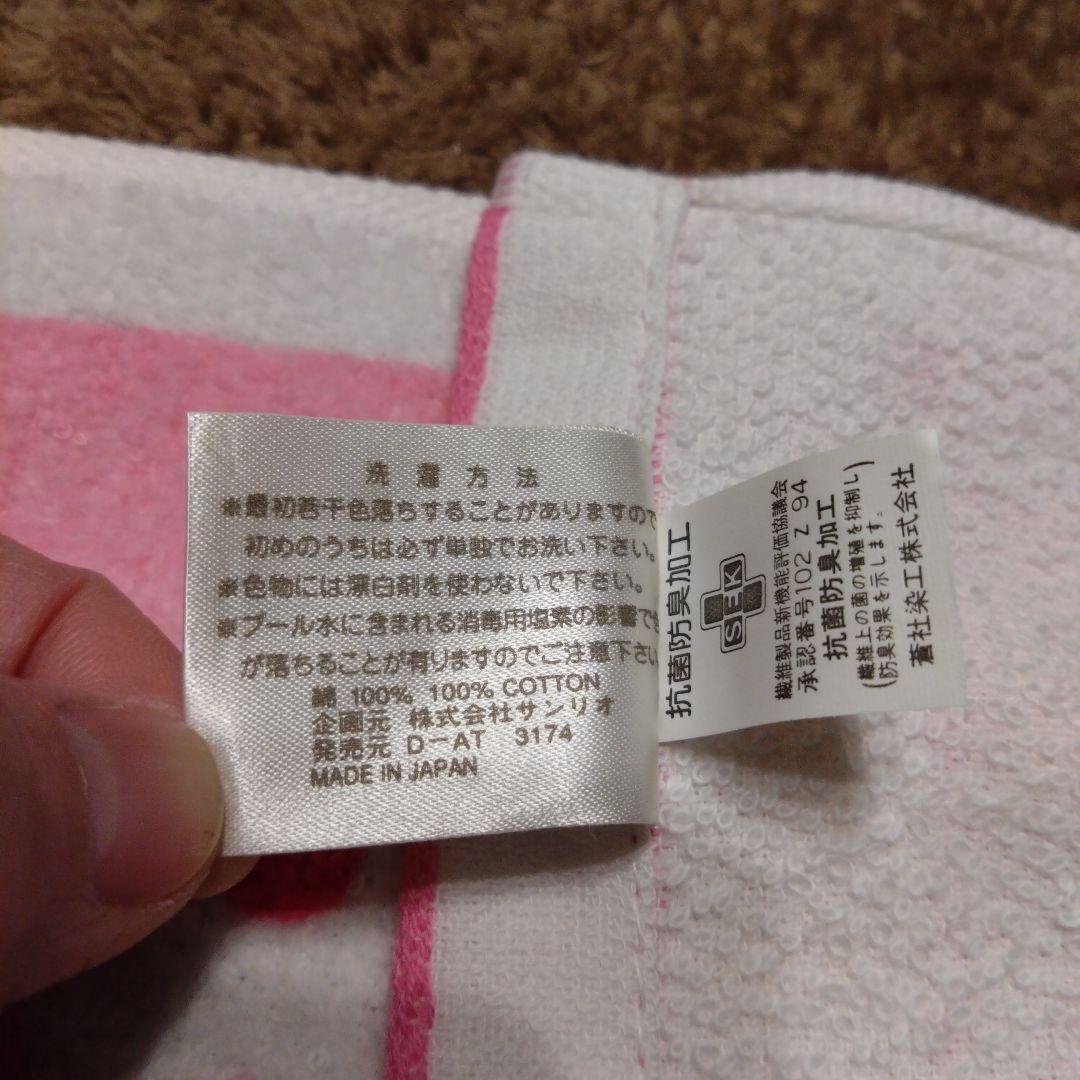 洗濯方法
※最初若干色落ちすることがありますので
初めのうちは必ず単独でお洗い下さい。
※色物には漂白剤を使わないで下さい。
※プール水に含まれる消毒用塩素の影響で色
が落ちることが有りますのでご注意下さい
綿 100% 100% COTTON
企画元 株式会社サンリオ
発売元 D-AT 3174
MADE IN JAPAN
抗菌防臭加工
SEK
繊維製品新機能評価協議会
承認番号102 Z 94
抗菌防臭加工
(繊維上の菌の増殖を抑制し
防臭効果を示します。)
蒼社染工株式会社